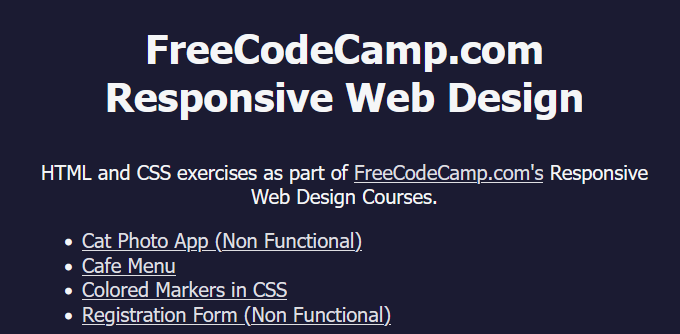 FreeCodeCamp.com
Responsive Web Design
HTML and CSS exercises as part of FreeCodeCamp.com's Responsive
Web Design Courses.
• Cat Photo App (Non Functional)
• Cafe Menu
• Colored Markers in CSS
• Registration Form (Non Functional)